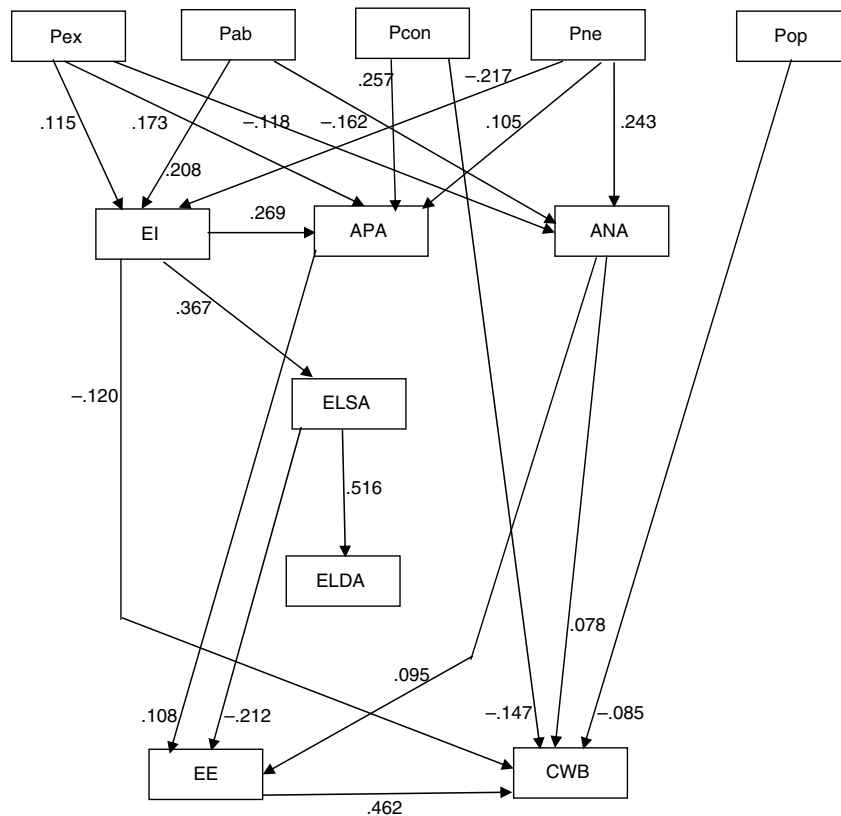 Pex
Pab
Pcon
Pne
Pop
.257
–.217
.115
.173
–.118
–.162
.105
.243
.208
EI
.269
APA
ANA
.367
–.120
ELSA
.516
ELDA
.078
.095
.108
–.212
–.147
–.085
EE
CWB
.462